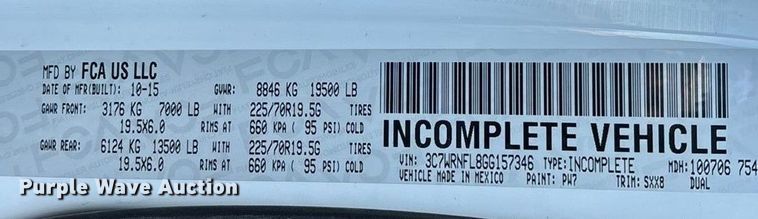 MFD BY FCA US LLC
DATE OF MFR(BUILT): 10-15 GVWR: 8846 KG 19500 LB
GAWR FRONT: 3176 KG 7000 LB WITH 225/70R19.5G TIRES
19.5X6.0 RIMS AT 660 KPA ( 95 PSI) COLD
GAWR REAR: 6124 KG 13500 LB WITH 225/70R19.5G TIRES
19.5X6.0 RIMS AT 660 KPA ( 95 PSI) COLD
INCOMPLETE VEHICLE
VIN: 3C7WRNFL8GG157346 TYPE: INCOMPLETE MDH: 100706 754
VEHICLE MADE IN MEXICO PAINT: PW7 TRIM: SXX8 DUAL
Purple Wave Auction